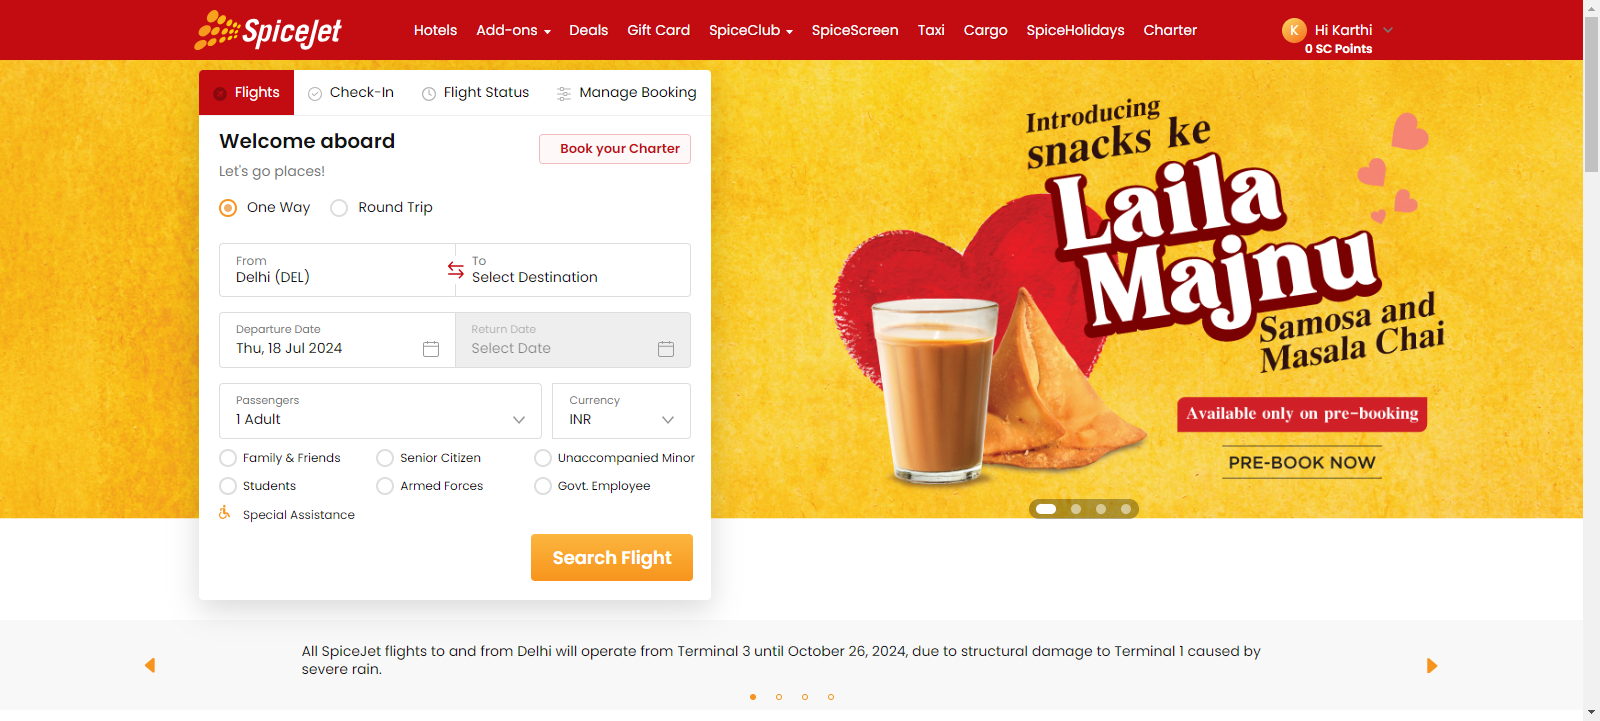 SpiceJet
Hotels Add-ons Deals Gift Card SpiceClub SpiceScreen Taxi Cargo SpiceHolidays Charter
K Hi Karthi
0 SC Points
Flights Check-In Flight Status Manage Booking
Welcome aboard
Book your Charter
Let's go places!
One Way Round Trip
From To
Delhi (DEL) Select Destination
Departure Date Return Date
Thu, 18 Jul 2024 Select Date
Passengers Currency
1 Adult INR
Family & Friends Senior Citizen Unaccompanied Minor
Students Armed Forces Govt. Employee
Special Assistance
Search Flight
Introducing
snacks ke
Laila
Majnu
Samosa and
Masala Chai
Available only on pre-booking
PRE-BOOK NOW
All SpiceJet flights to and from Delhi will operate from Terminal 3 until October 26, 2024, due to structural damage to Terminal 1 caused by
severe rain.